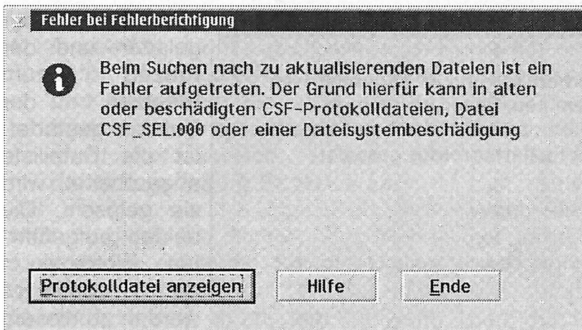 Fehler bei Fehlerberichtigung
Beim Suchen nach zu aktualisierenden Dateien ist ein
Fehler aufgetreten. Der Grund hierfür kann in alten
oder beschädigten CSF-Protokolldateien, Datei
CSF_SEL.000 oder einer Dateisystembeschädigung
Protokolldatei anzeigen Hilfe Ende